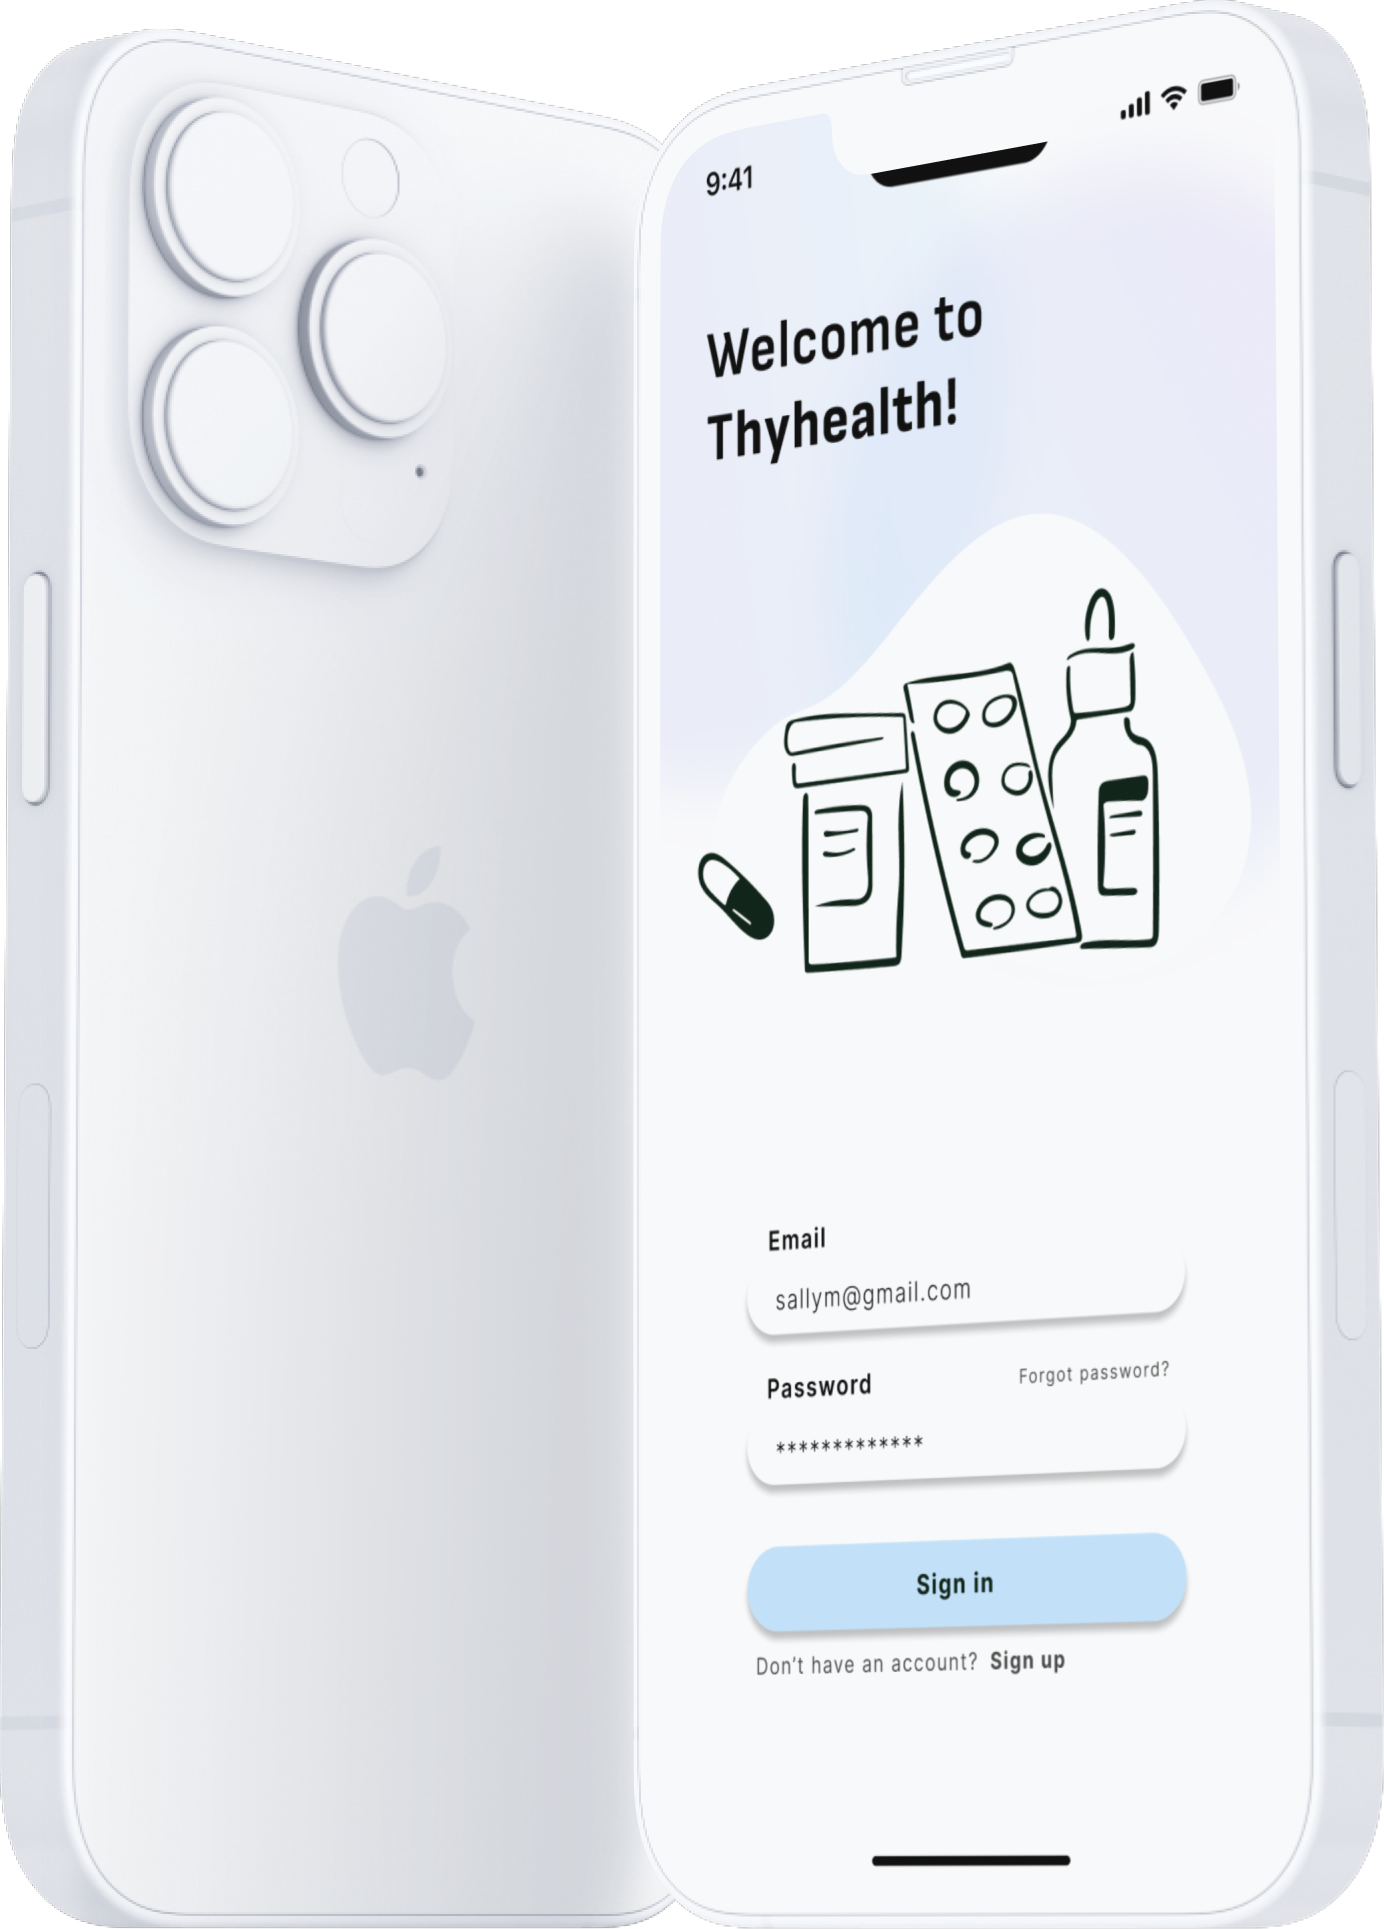 9:41
Welcome to
Thyhealth!
Email
sallym@gmail.com
Password
Forgot password?
*************
Sign in
Don't have an account? Sign up